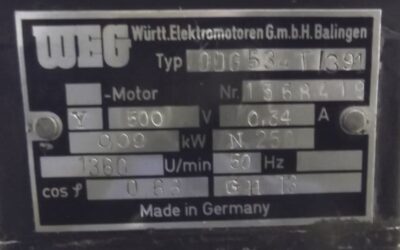 WEG Württ.Elektromotoren G.m.b.H. Balingen
Typ
-Motor Nr. 1568419
Y 500 V 0.34 A
kW N
1380 U/min 50 Hz
cos φ
Made in Germany